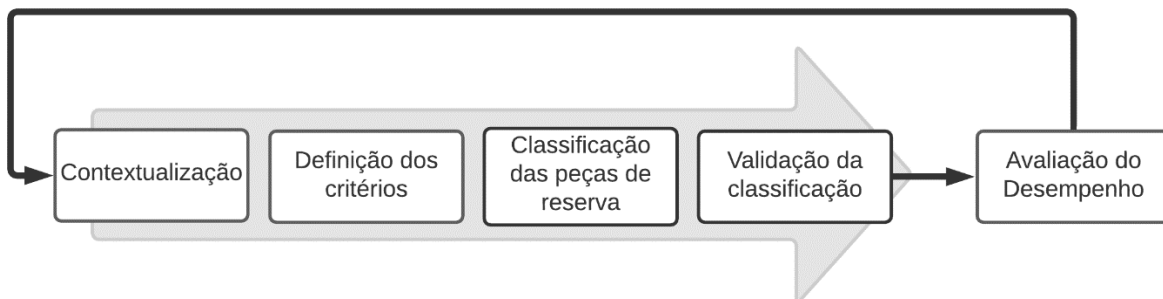 Contextualização
Definição dos
critérios
Classificação
das peças de
reserva
Validação da
classificação
Avaliação do
Desempenho